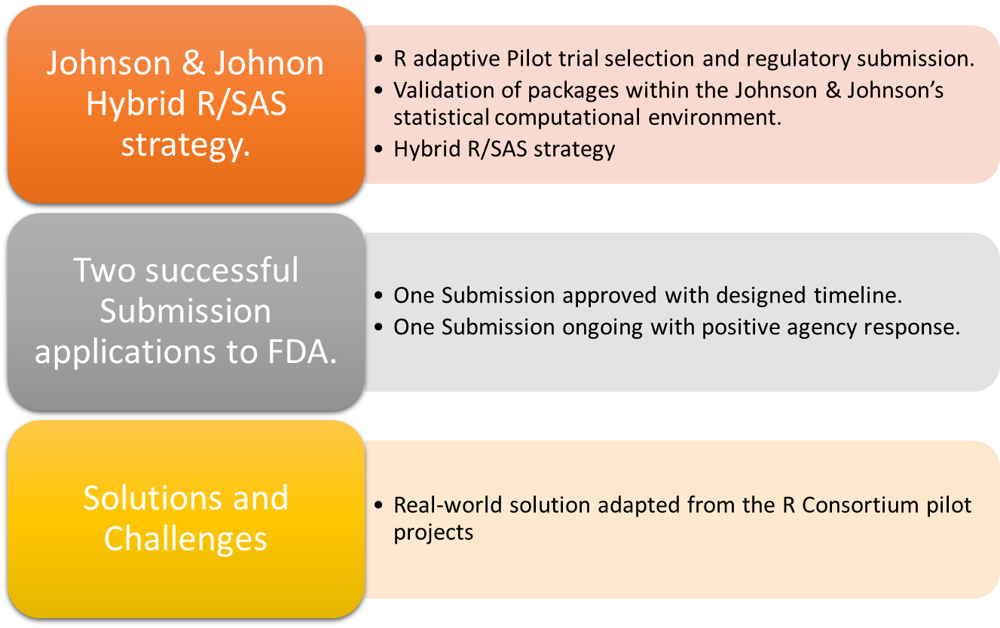 Johnson & Johnon
Hybrid R/SAS
strategy.
• R adaptive Pilot trial selection and regulatory submission.
• Validation of packages within the Johnson & Johnson’s
statistical computational environment.
• Hybrid R/SAS strategy
Two successful
Submission
applications to FDA.
• One Submission approved with designed timeline.
• One Submission ongoing with positive agency response.
Solutions and
Challenges
• Real-world solution adapted from the R Consortium pilot
projects